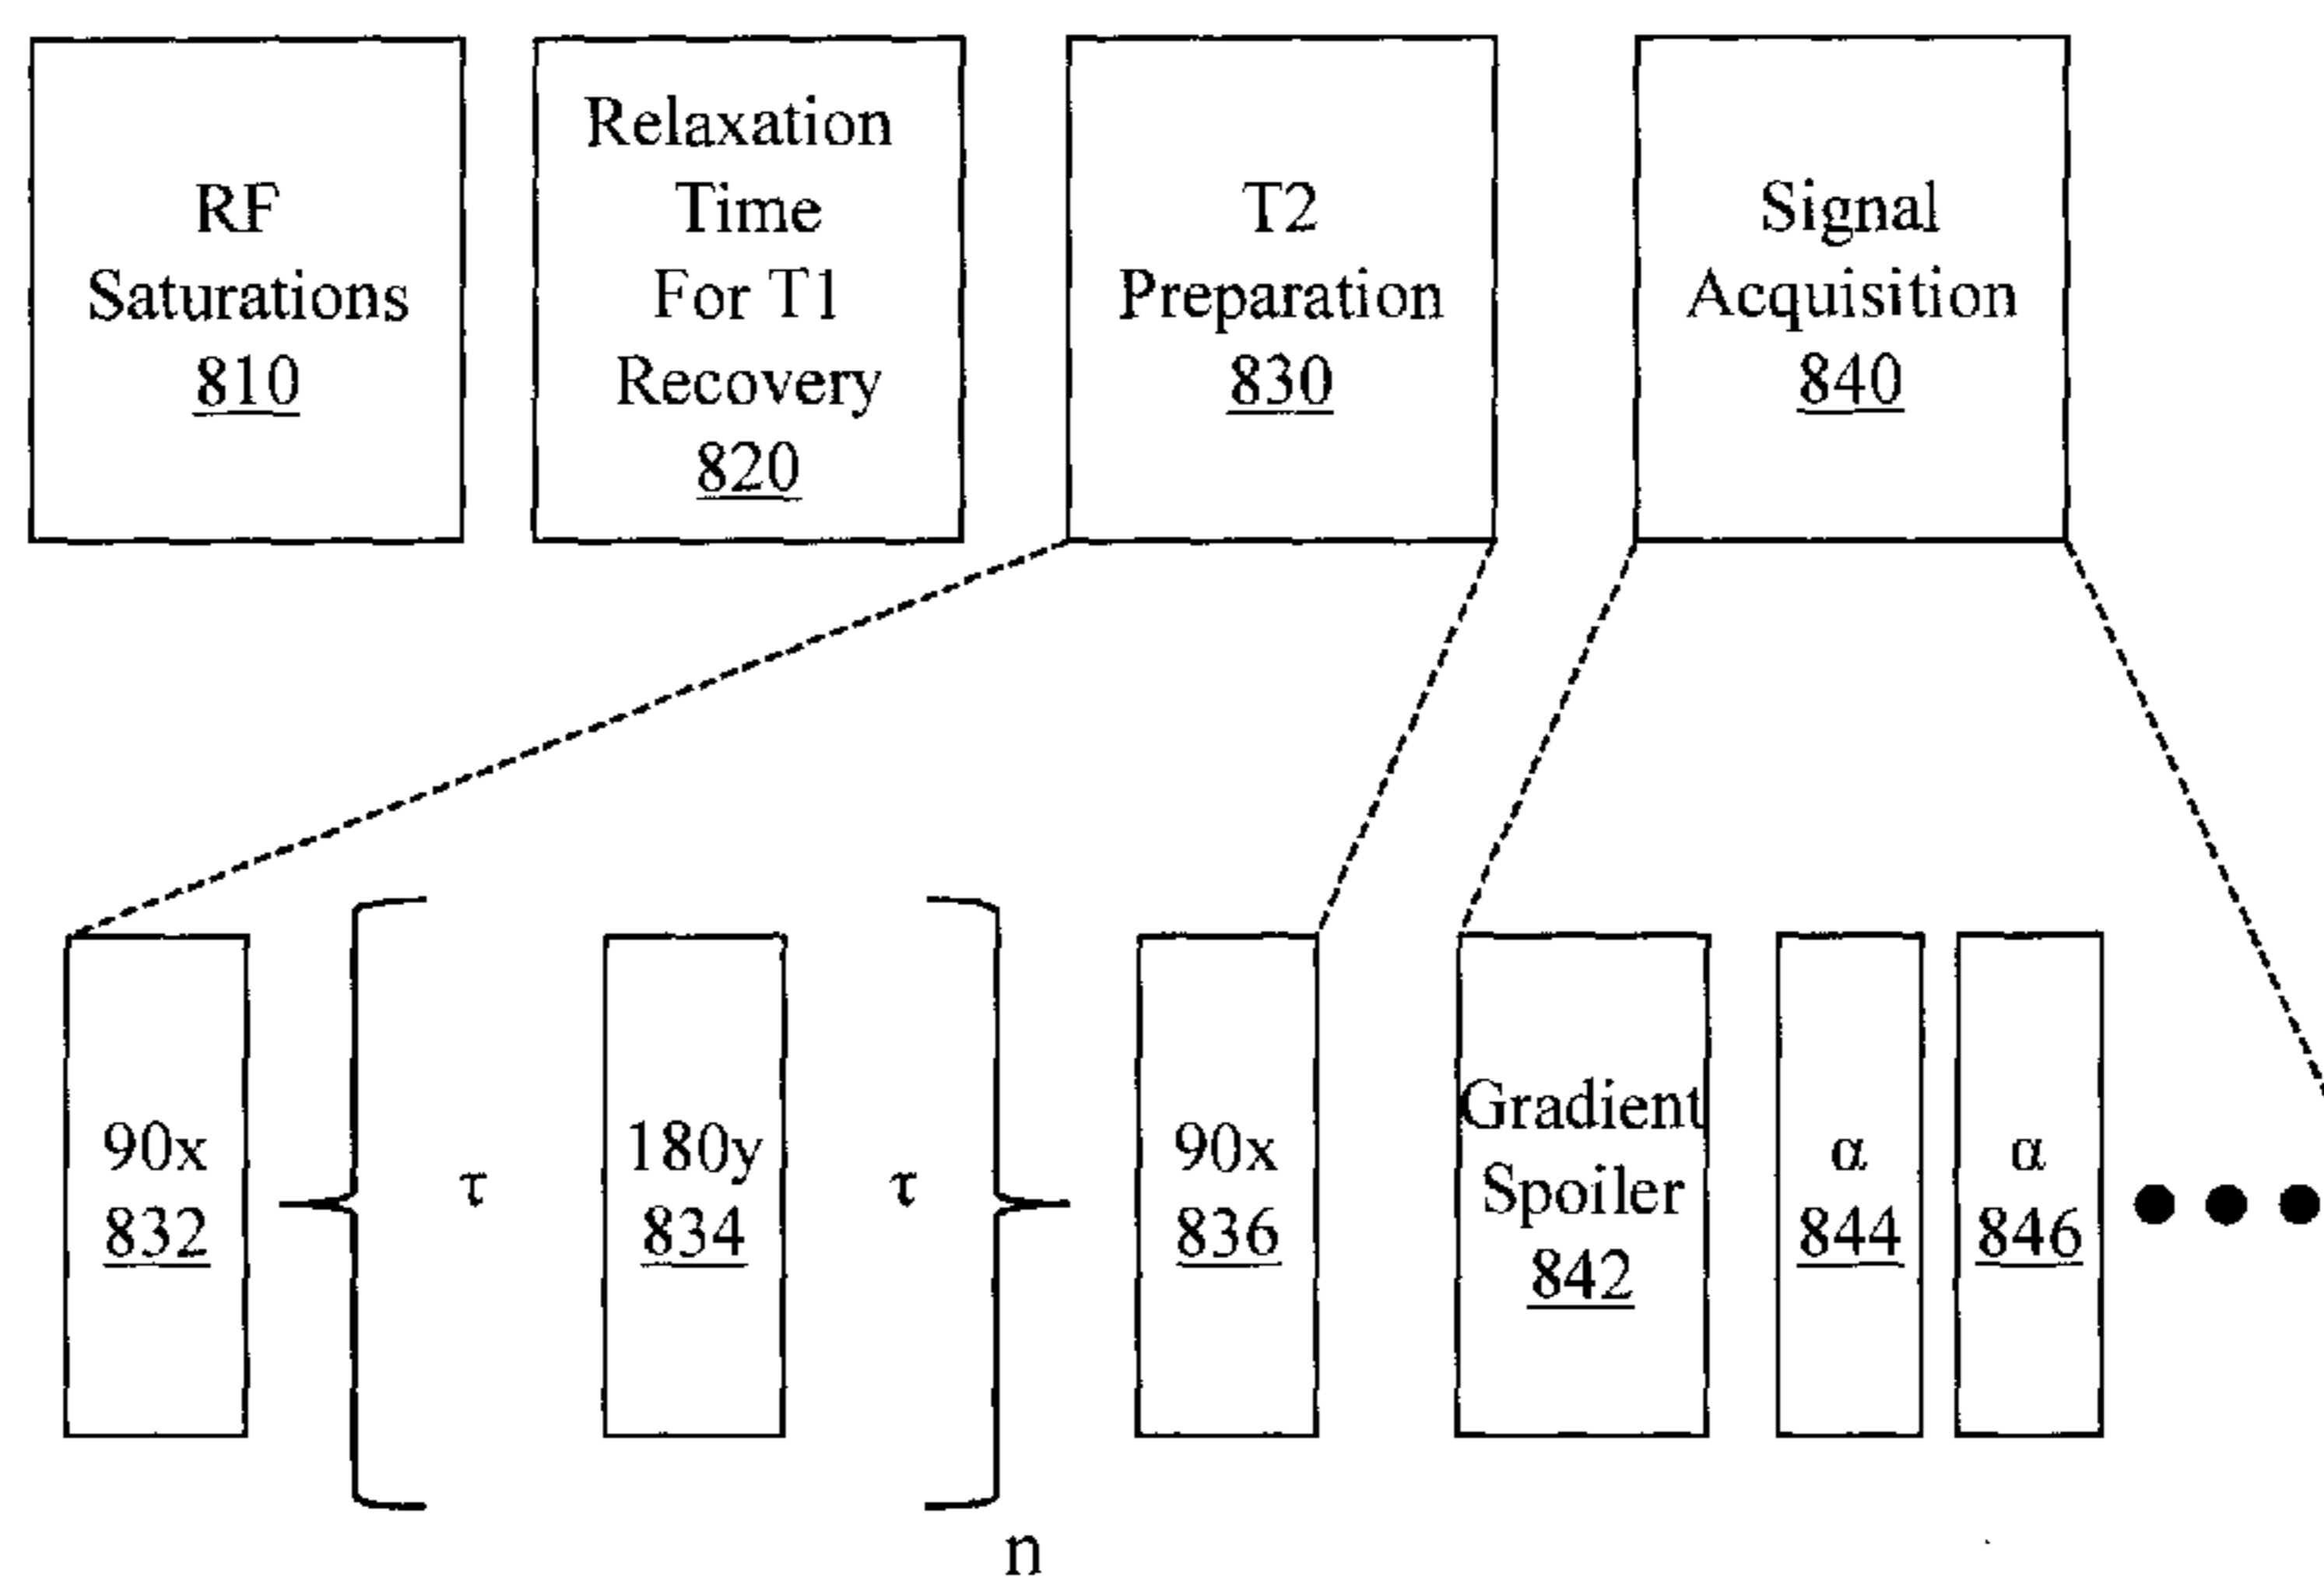 RF
Saturations
810
Relaxation
Time
For T1
Recovery
820
T2
Preparation
830
Signal
Acquisition
840
90x
832
τ
180y
834
τ
n
90x
836
Gradient
Spoiler
842
α
844
α
846